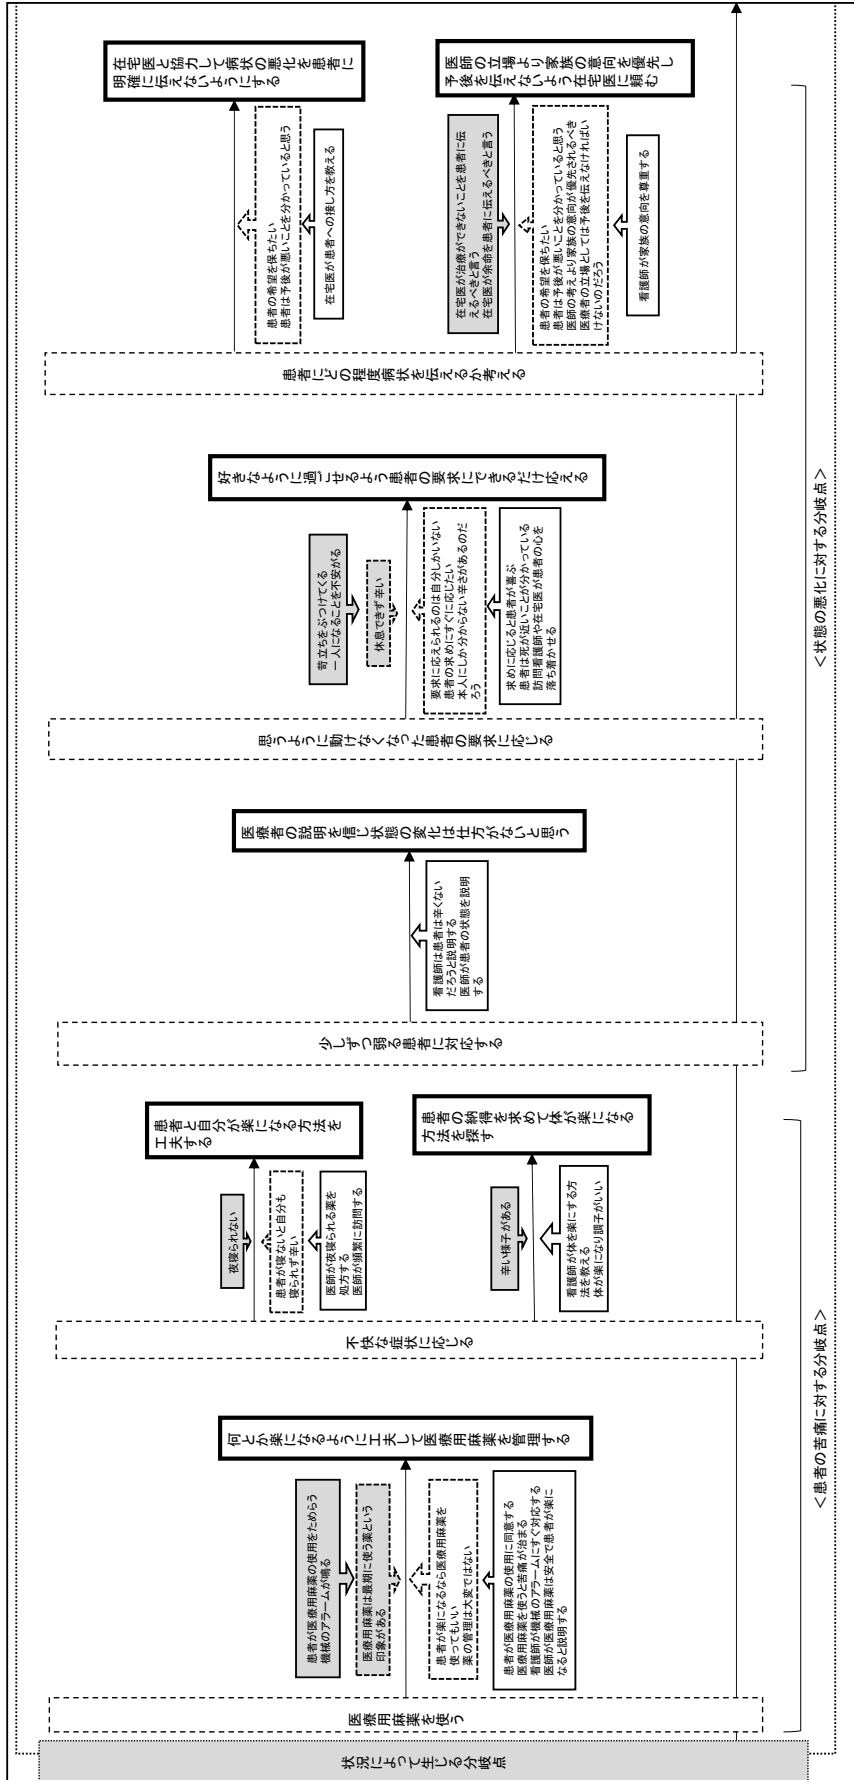 状況によって生じる分岐点
＜患者の苦痛に対する分岐点＞
医療用麻薬を使う
患者が医療用麻薬の使用をためらう
機械のアラームが鳴る
医療用麻薬は最期に使う薬という
印象がある
患者が楽になるなら医療用麻薬を
使ってもいい
薬の管理は大変ではない
患者が医療用麻薬の使用に同意する
医療用麻薬を使うと苦痛が治まる
看護師が機械のアラームにすぐ対応する
医師が医療用麻薬は安全で患者が楽に
なると説明する
何とか楽になるように工夫して医療用麻薬を管理する
不快な症状に応じる
夜寝られない
患者が寝ないと自分も
寝られず辛い
医師が夜寝られる薬を
処方する
医師が頻繁に訪問する
患者と自分が楽になる方法を
工夫する
辛い様子がある
看護師が体を楽にする方
法を教える
体が楽になり調子がいい
患者の納得を求めて体が楽になる
方法を探す
＜状態の悪化に対する分岐点＞
少しずつ弱る患者に対応する
看護師は患者は辛くない
だろうと説明する
医師が患者の状態を説明
する
医療者の説明を信じ状態の変化は仕方がないと思う
思うように動けなくなった患者の要求に応じる
苛立ちをぶつけてくる
一人になることを不安がる
休息できず辛い
要求に応えられるのは自分しかいない
患者の求めにすぐに応じたい
本人にしか分からない辛さがあるのだ
ろう
求めに応じると患者が喜ぶ
患者は死が近いことが分かっている
訪問看護師や在宅医が患者の心を
落ち着かせる
好きなように過ごせるよう患者の要求にできるだけ応える
患者にどの程度病状を伝えるか考える
患者の希望を保ちたい
患者は予後が悪いことを分かっていると思う
在宅医が患者への接し方を教える
在宅医と協力して病状の悪化を患者に
明確に伝えないようにする
在宅医が治療ができないことを患者に伝
えるべきと言う
在宅医が余命を患者に伝えるべきと言う
患者の希望を保ちたい
患者は予後が悪いことを分かっていると思う
医師の考えより家族の意向が優先されるべき
医療者の立場としては予後を伝えなければい
けないのだろう
看護師が家族の意向を尊重する
医師の立場より家族の意向を優先し
予後を伝えないよう在宅医に頼む